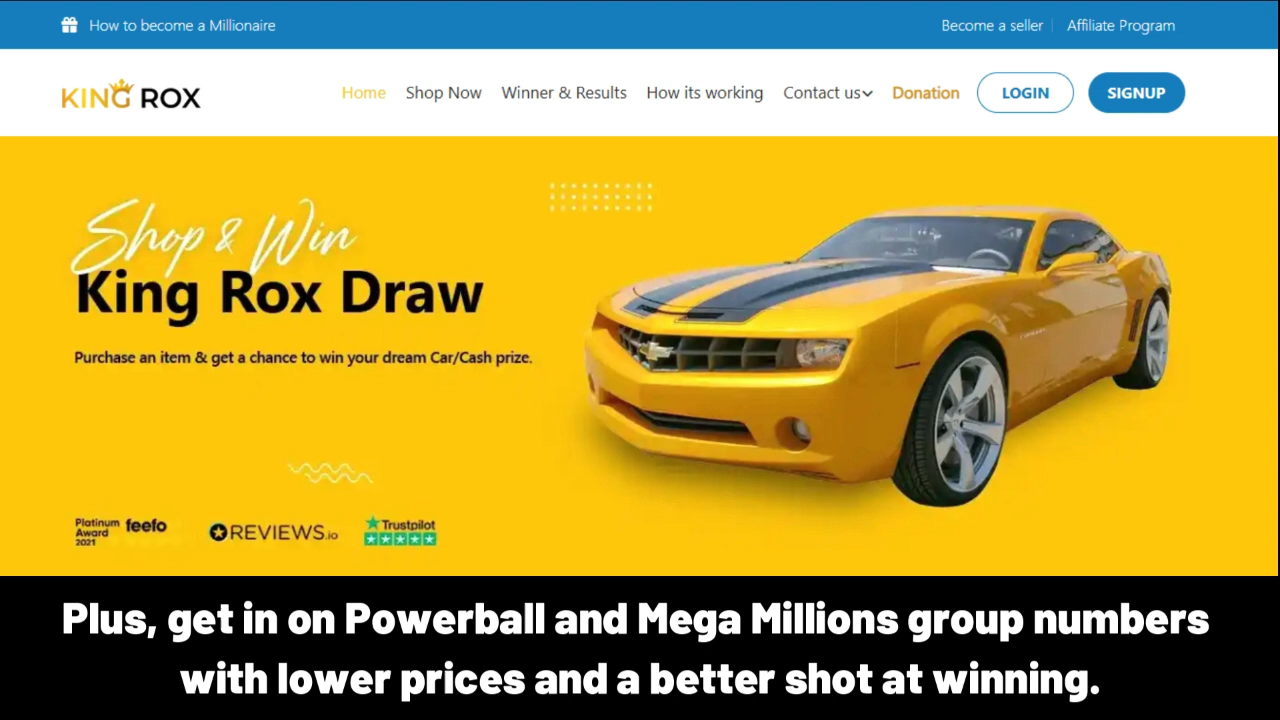 How to become a Millionaire
Become a seller
Affiliate Program
KING ROX
Home
Shop Now
Winner & Results
How its working
Contact us
Donation
LOGIN
SIGNUP
Shop & Win
King Rox Draw
Purchase an item & get a chance to win your dream Car/Cash prize.
Platinum
Award
2021
feefo
REVIEWS.io
Trustpilot
Plus, get in on Powerball and Mega Millions group numbers
with lower prices and a better shot at winning.